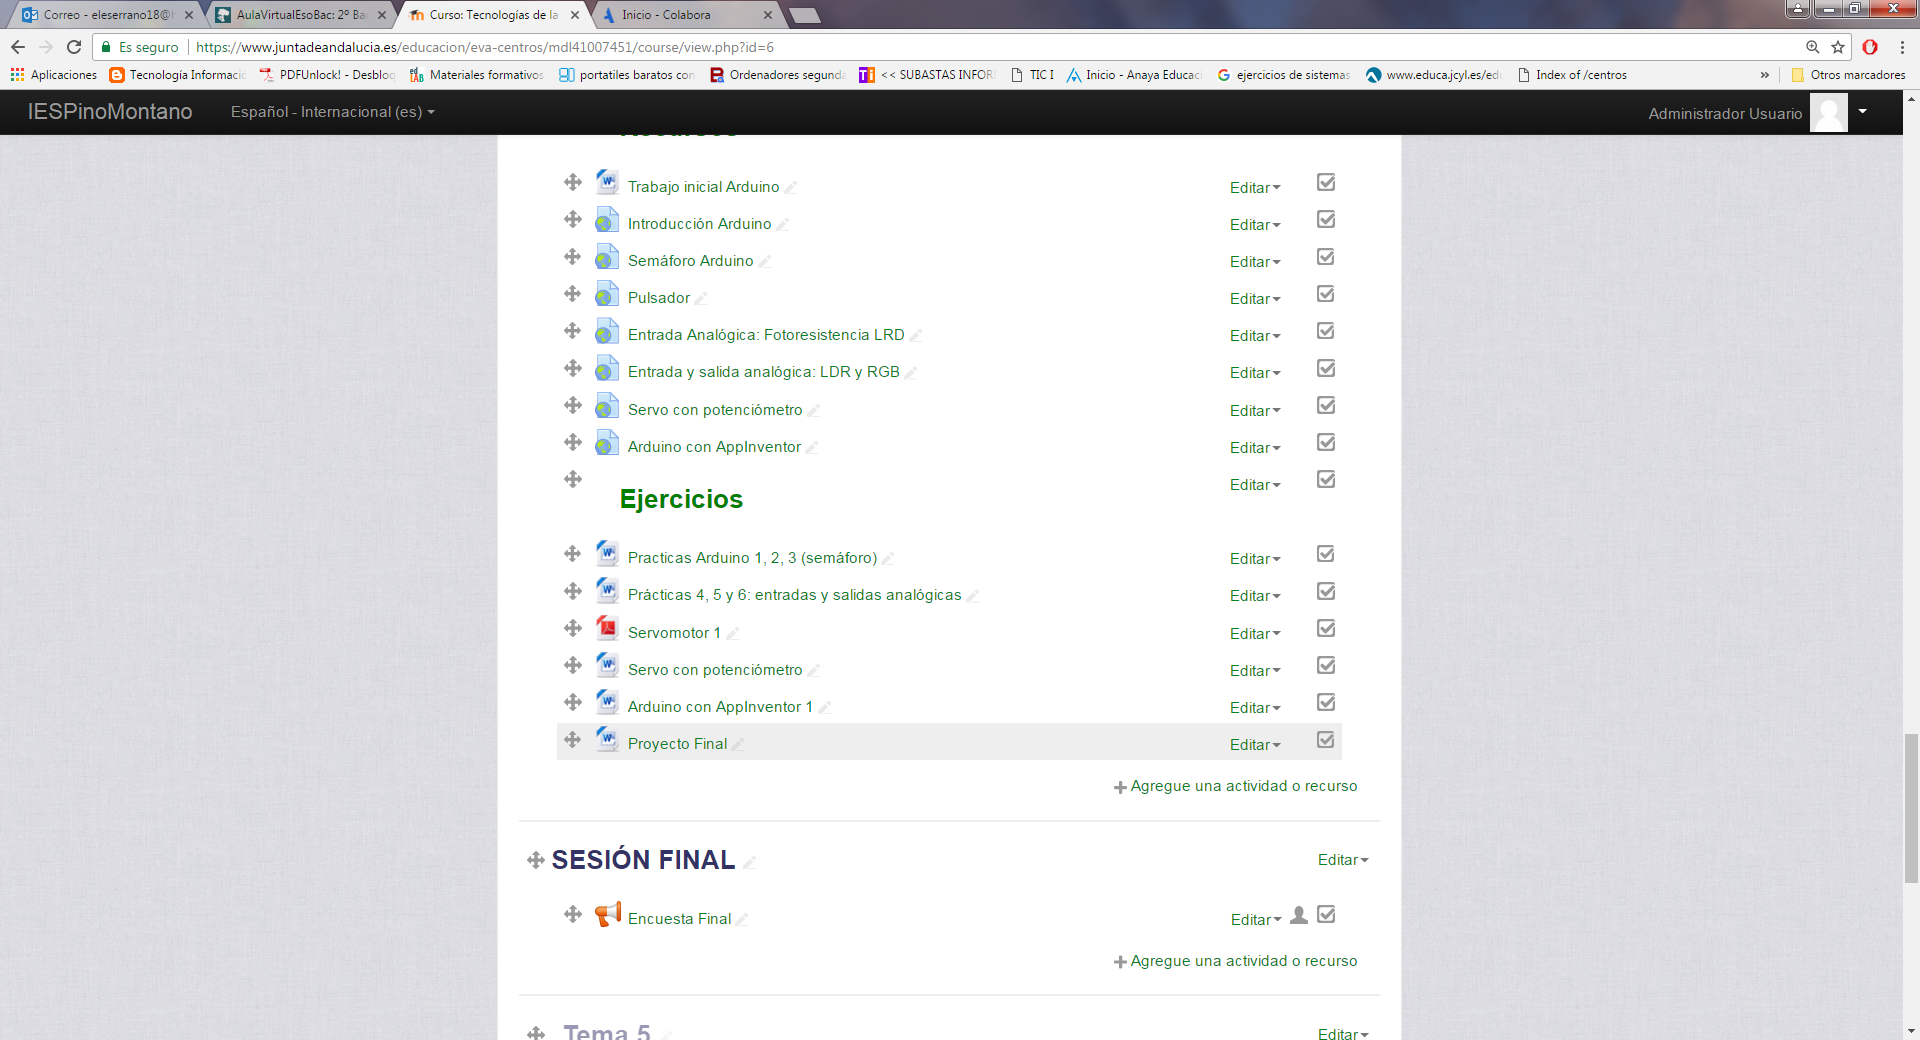 Correo - eleserrano18@h
AulaVirtualEsoBac: 2º Ba
Curso: Tecnologías de la
Inicio - Colabora
Es seguro
https://www.juntadeandalucia.es/educacion/eva-centros/mdl41007451/course/view.php?id=6
Aplicaciones
Tecnología Informaci
PDFUnlock! - Desbloq
Materiales formativos
portatiles baratos con
Ordenadores segunda
<< SUBASTAS INFOR
TIC I
Inicio - Anaya Educac
ejercicios de sistemas
www.educa.jcyl.es/edu
Index of /centros
»
Otros marcadores
IESPinoMontano
Español - Internacional (es)
Administrador Usuario
Recursos
Trabajo inicial Arduino Editar
Introducción Arduino Editar
Semáforo Arduino Editar
Pulsador Editar
Entrada Analógica: Fotoresistencia LRD Editar
Entrada y salida analógica: LDR y RGB Editar
Servo con potenciómetro Editar
Arduino con AppInventor Editar
Editar
Ejercicios
Practicas Arduino 1, 2, 3 (semáforo) Editar
Prácticas 4, 5 y 6: entradas y salidas analógicas Editar
Servomotor 1 Editar
Servo con potenciómetro Editar
Arduino con AppInventor 1 Editar
Proyecto Final Editar
Agregue una actividad o recurso
SESIÓN FINAL Editar
Encuesta Final Editar
Agregue una actividad o recurso
Tema 5 Editar